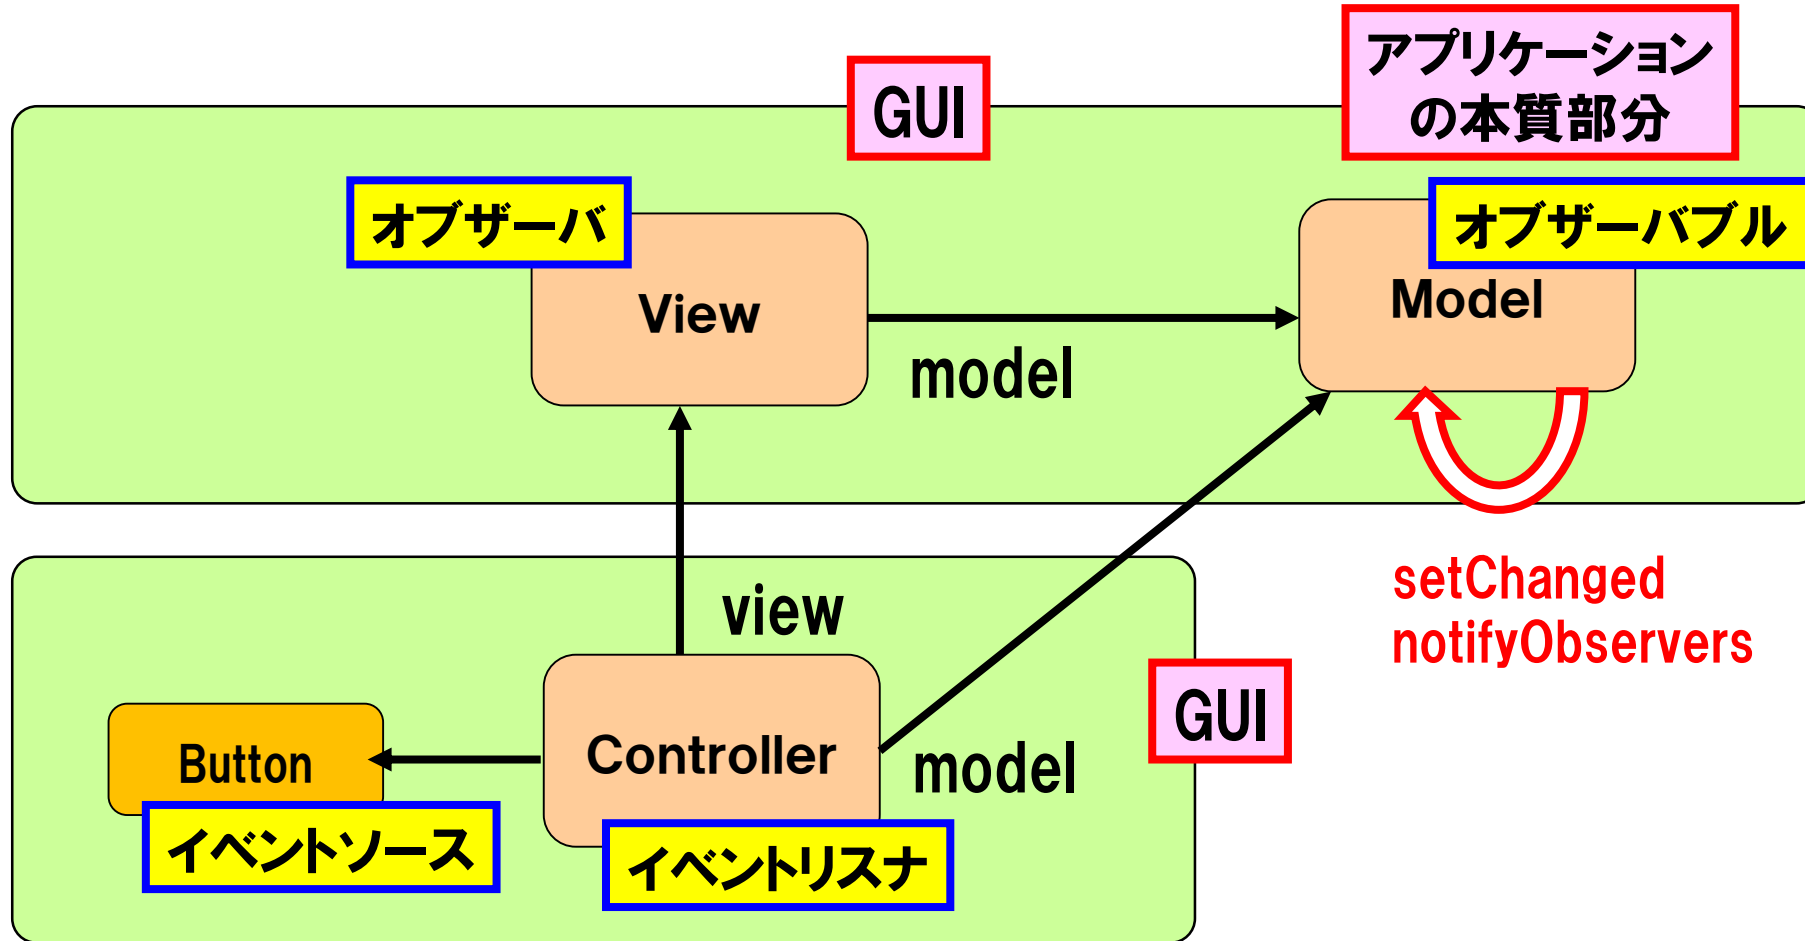 アプリケーション
の本質部分
GUI
オブザーバ
オブザーバブル
View
Model
model
setChanged
notifyObservers
view
GUI
Controller
Button
model
イベントソース
イベントリスナ